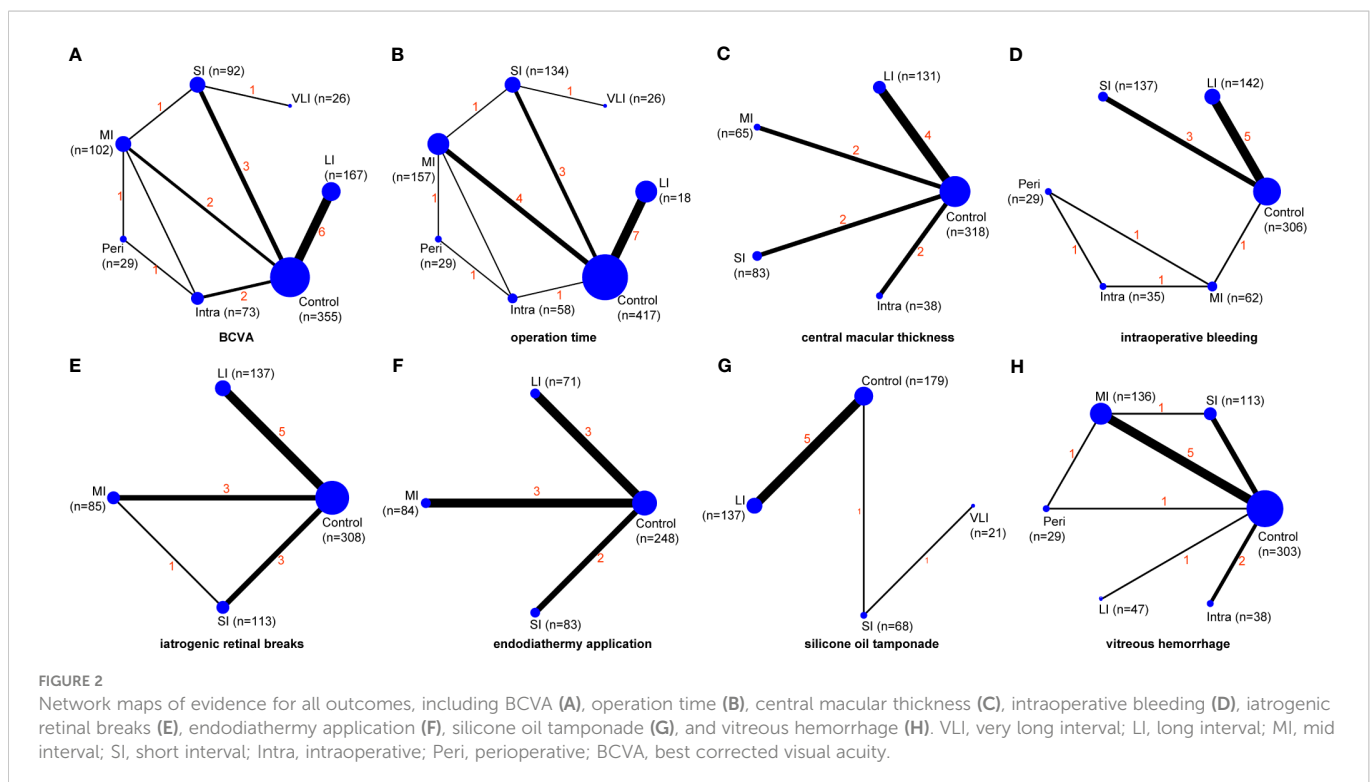 A
SI (n=92)
VLI (n=26)
MI
(n=102)
LI
(n=167)
Peri
(n=29)
Intra (n=73)
Control
(n=355)
1
1
3
2
6
1
1
2
BCVA
B
SI (n=134)
VLI (n=26)
MI
(n=157)
LI
(n=18
Peri
(n=29)
Intra (n=58)
Control
(n=417)
1
1
3
4
7
1
1
1
operation time
C
LI (n=131)
MI
(n=65)
Control
(n=318)
SI
(n=83)
Intra (n=38)
4
2
2
2
central macular thickness
D
LI (n=142)
SI (n=137)
Peri
(n=29)
Control
(n=306)
Intra (n=35)
MI (n=62)
3
5
1
1
1
1
intraoperative bleeding
E
LI (n=137)
MI
(n=85)
Control
(n=308)
SI (n=113)
5
3
1
3
iatrogenic retinal breaks
F
LI (n=71)
MI
(n=84)
Control
(n=248)
SI (n=83)
3
3
2
endodiathermy application
G
Control (n=179)
LI
(n=137)
VLI
(n=21)
SI (n=68)
5
1
1
silicone oil tamponade
H
MI (n=136)
SI (n=113)
Peri
(n=29)
Control
(n=303)
LI (n=47)
Intra (n=38)
1
5
1
1
1
2
vitreous hemorrhage
FIGURE 2
Network maps of evidence for all outcomes, including BCVA (A), operation time (B), central macular thickness (C), intraoperative bleeding (D), iatrogenic
retinal breaks (E), endodiathermy application (F), silicone oil tamponade (G), and vitreous hemorrhage (H). VLI, very long interval; LI, long interval; MI, mid
interval; SI, short interval; Intra, intraoperative; Peri, perioperative; BCVA, best corrected visual acuity.